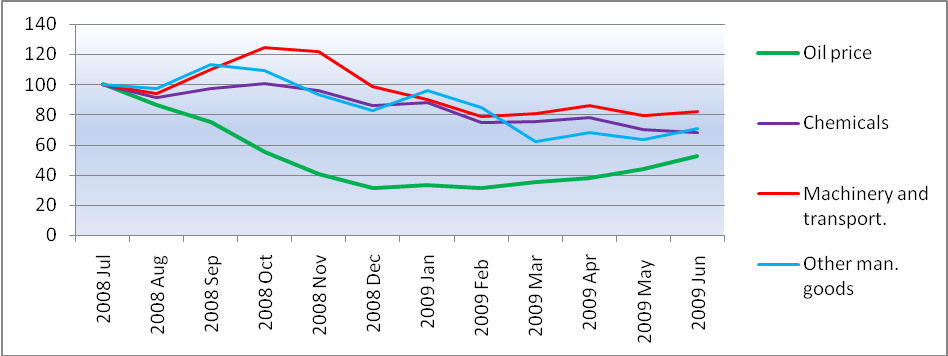 140
120
100
80
60
40
20
0
2008 Jul
2008 Aug
2008 Sep
2008 Oct
2008 Nov
2008 Dec
2009 Jan
2009 Feb
2009 Mar
2009 Apr
2009 May
2009 Jun
Oil price
Chemicals
Machinery and
transport.
Other man.
goods